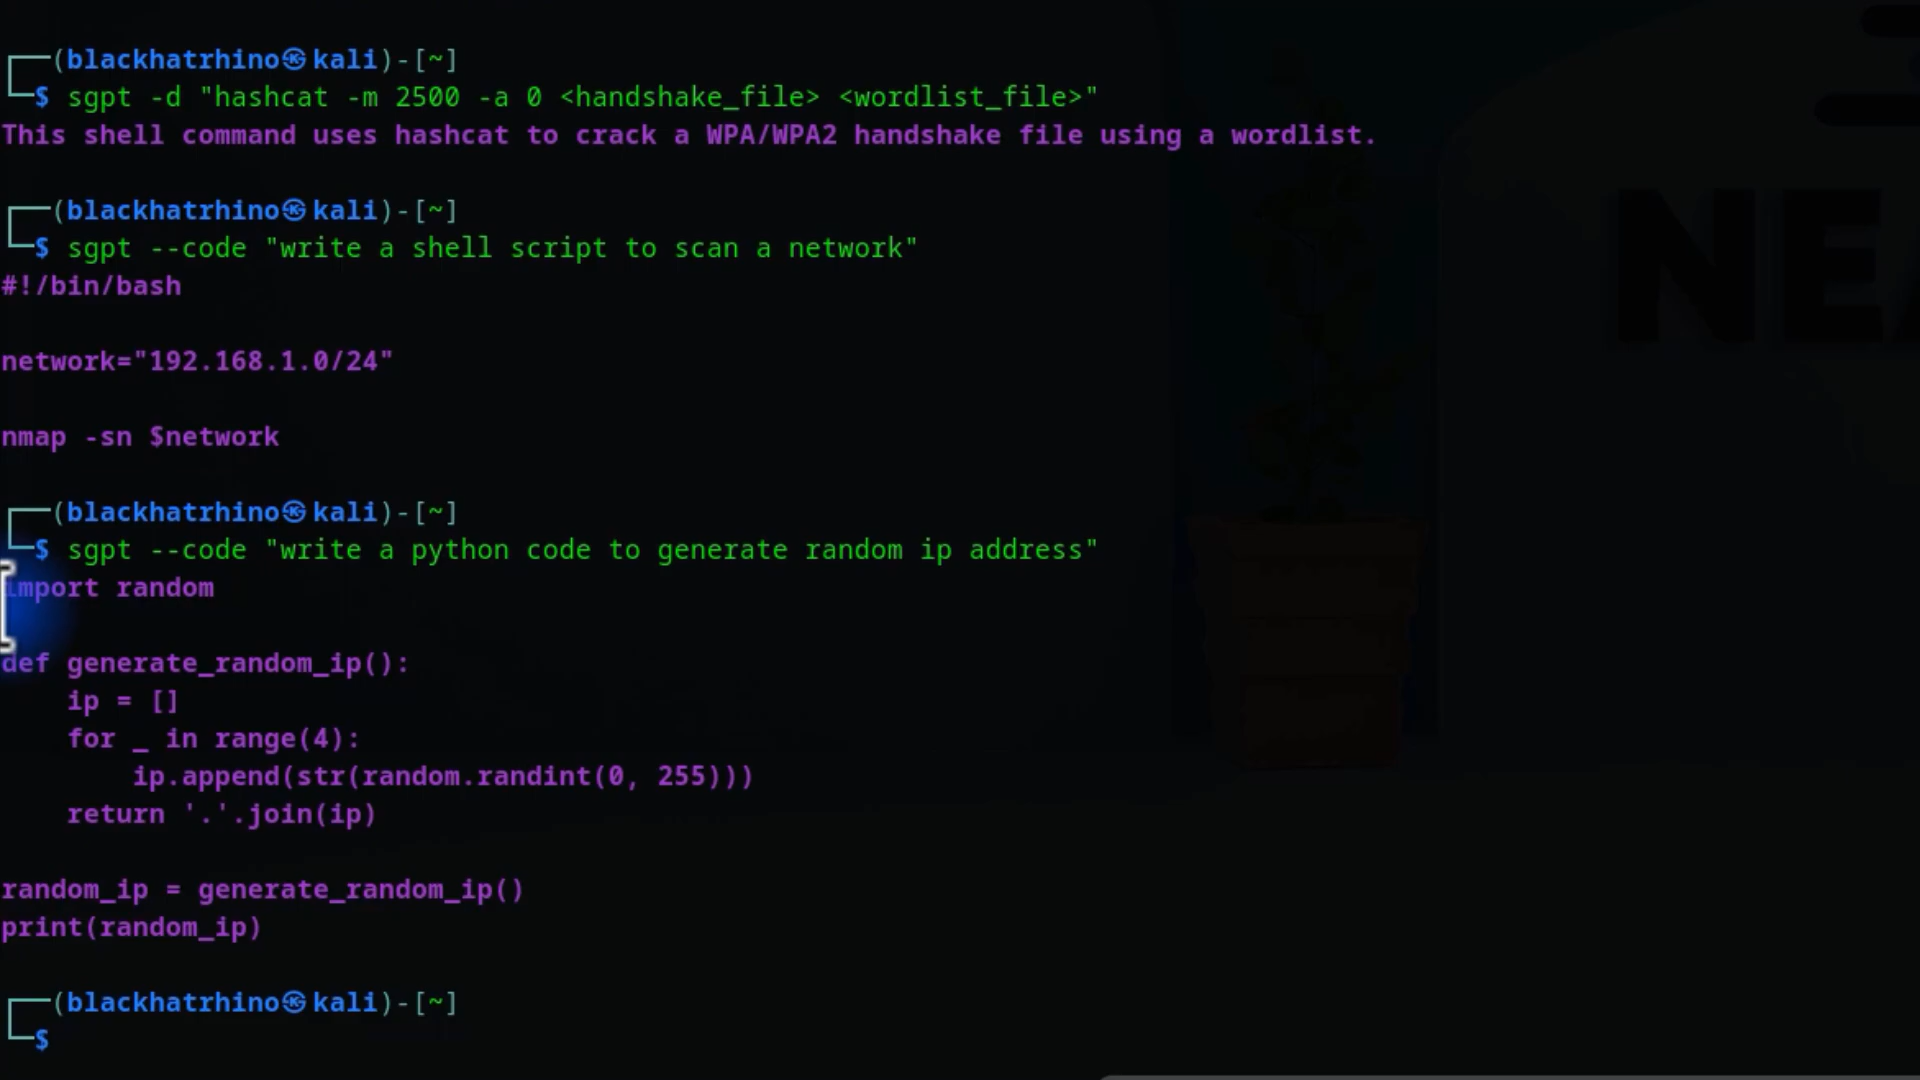 (blackhatrhino㉿kali)-[~]
$ sgpt -d "hashcat -m 2500 -a 0 <handshake_file> <wordlist_file>"
This shell command uses hashcat to crack a WPA/WPA2 handshake file using a wordlist.
(blackhatrhino㉿kali)-[~]
$ sgpt --code "write a shell script to scan a network"
#!/bin/bash
network="192.168.1.0/24"
nmap -sn $network
(blackhatrhino㉿kali)-[~]
$ sgpt --code "write a python code to generate random ip address"
import random
def generate_random_ip():
    ip = []
    for _ in range(4):
        ip.append(str(random.randint(0, 255)))
    return '.'.join(ip)
random_ip = generate_random_ip()
print(random_ip)
(blackhatrhino㉿kali)-[~]
$